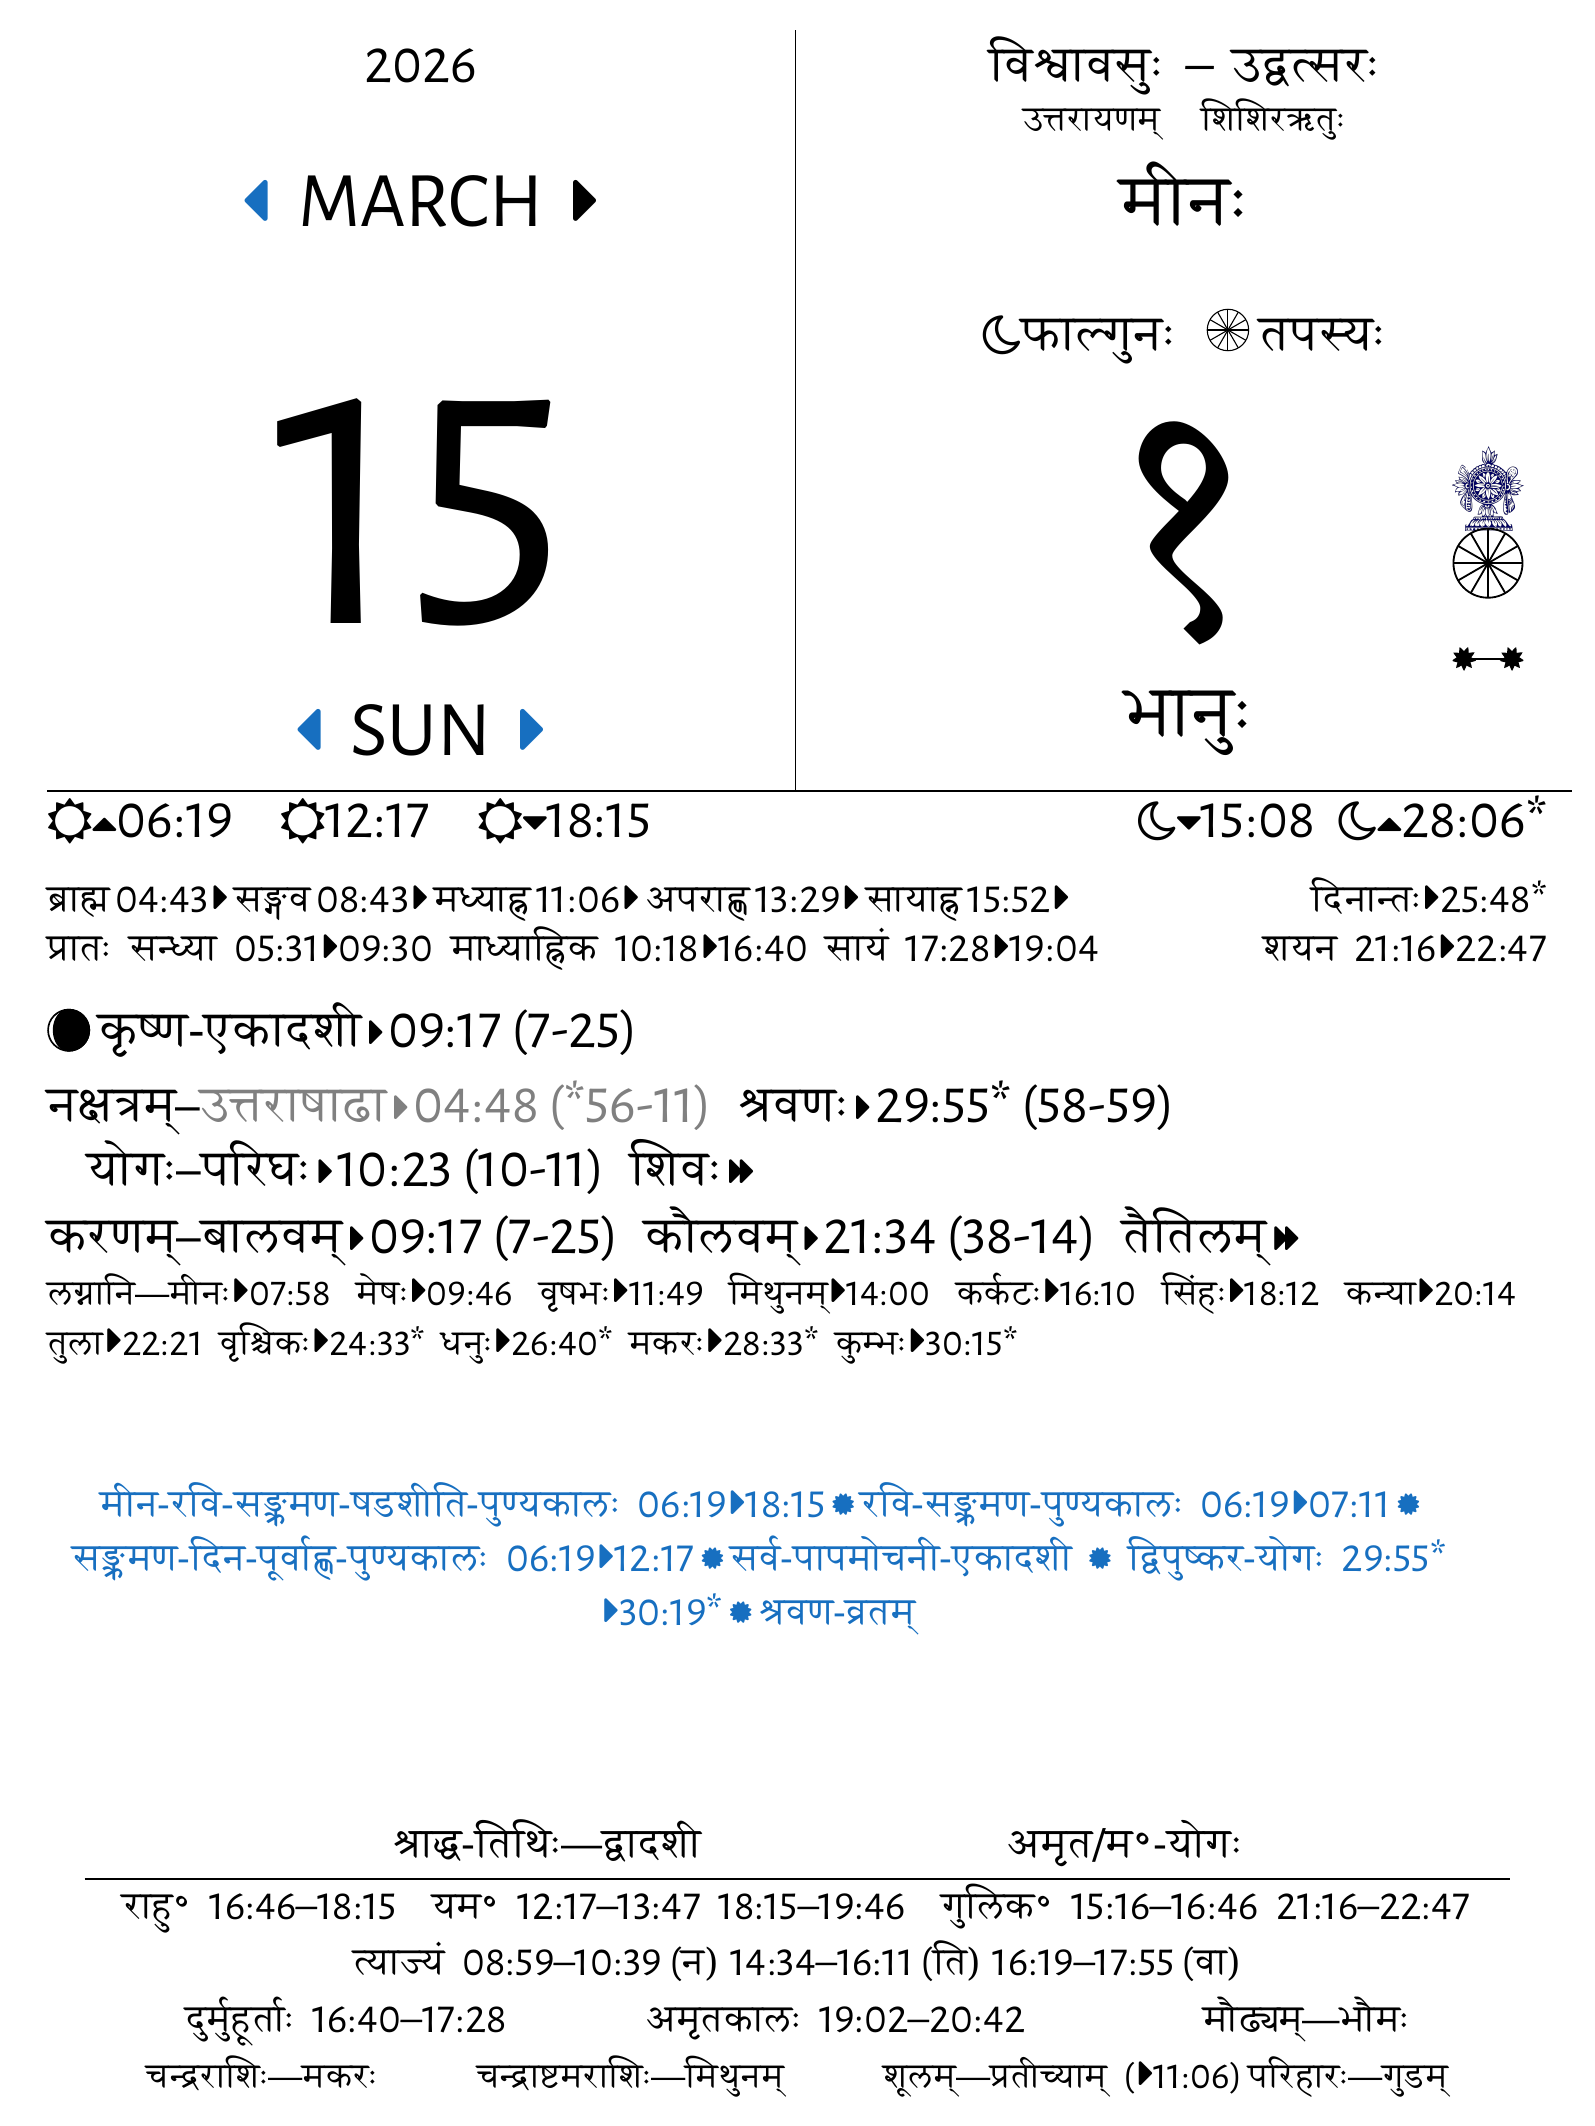 2026
MARCH
15
SUN
विश्वावसुः – उद्वत्सरः
उत्तरायणम् शिशिरऋतुः
मीनः
फाल्गुनः तपस्यः
१
भानुः
06:19 12:17 18:15 15:08 28:06*
ब्राह्म 04:43 सङ्गव 08:43 मध्याह्न 11:06 अपराह्ण 13:29 सायाह्न 15:52 दिनान्तः 25:48*
प्रातः सन्ध्या 05:31 09:30 माध्याह्निक 10:18 16:40 सायं 17:28 19:04 शयन 21:16 22:47
कृष्ण-एकादशी 09:17 (7-25)
नक्षत्रम्–उत्तराषाढा 04:48 (*56-11) श्रवणः 29:55* (58-59)
योगः–परिघः 10:23 (10-11) शिवः
करणम्–बालवम् 09:17 (7-25) कौलवम् 21:34 (38-14) तैतिलम्
लग्नानि—मीनः 07:58 मेषः 09:46 वृषभः 11:49 मिथुनम् 14:00 कर्कटः 16:10 सिंहः 18:12 कन्या 20:14
तुला 22:21 वृश्चिकः 24:33* धनुः 26:40* मकरः 28:33* कुम्भः 30:15*
मीन-रवि-सङ्क्रमण-षडशीति-पुण्यकालः 06:19 18:15 रवि-सङ्क्रमण-पुण्यकालः 06:19 07:11
सङ्क्रमण-दिन-पूर्वाह्ण-पुण्यकालः 06:19 12:17 सर्व-पापमोचनी-एकादशी द्विपुष्कर-योगः 29:55*
30:19* श्रवण-व्रतम्
श्राद्ध-तिथिः—द्वादशी अमृत/म°-योगः
राहु° 16:46–18:15 यम° 12:17–13:47 18:15–19:46 गुलिक° 15:16–16:46 21:16–22:47
त्याज्यं 08:59–10:39 (न) 14:34–16:11 (ति) 16:19–17:55 (वा)
दुर्मुहूर्ताः 16:40–17:28 अमृतकालः 19:02–20:42 मौढ्यम्—भौमः
चन्द्रराशिः—मकरः चन्द्राष्टमराशिः—मिथुनम् शूलम्—प्रतीच्याम् (11:06) परिहारः—गुडम्